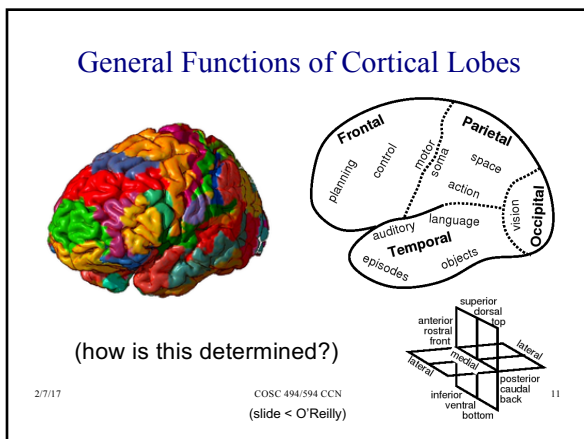 General Functions of Cortical Lobes
Frontal
planning
control
motor
soma
Parietal
space
action
Occipital
vision
auditory
language
Temporal
episodes
objects
(how is this determined?)
superior
dorsal
top
anterior
rostral
front
lateral
medial
lateral
posterior
caudal
back
inferior
ventral
bottom
2/7/17
COSC 494/594 CCN
11
(slide < O'Reilly)